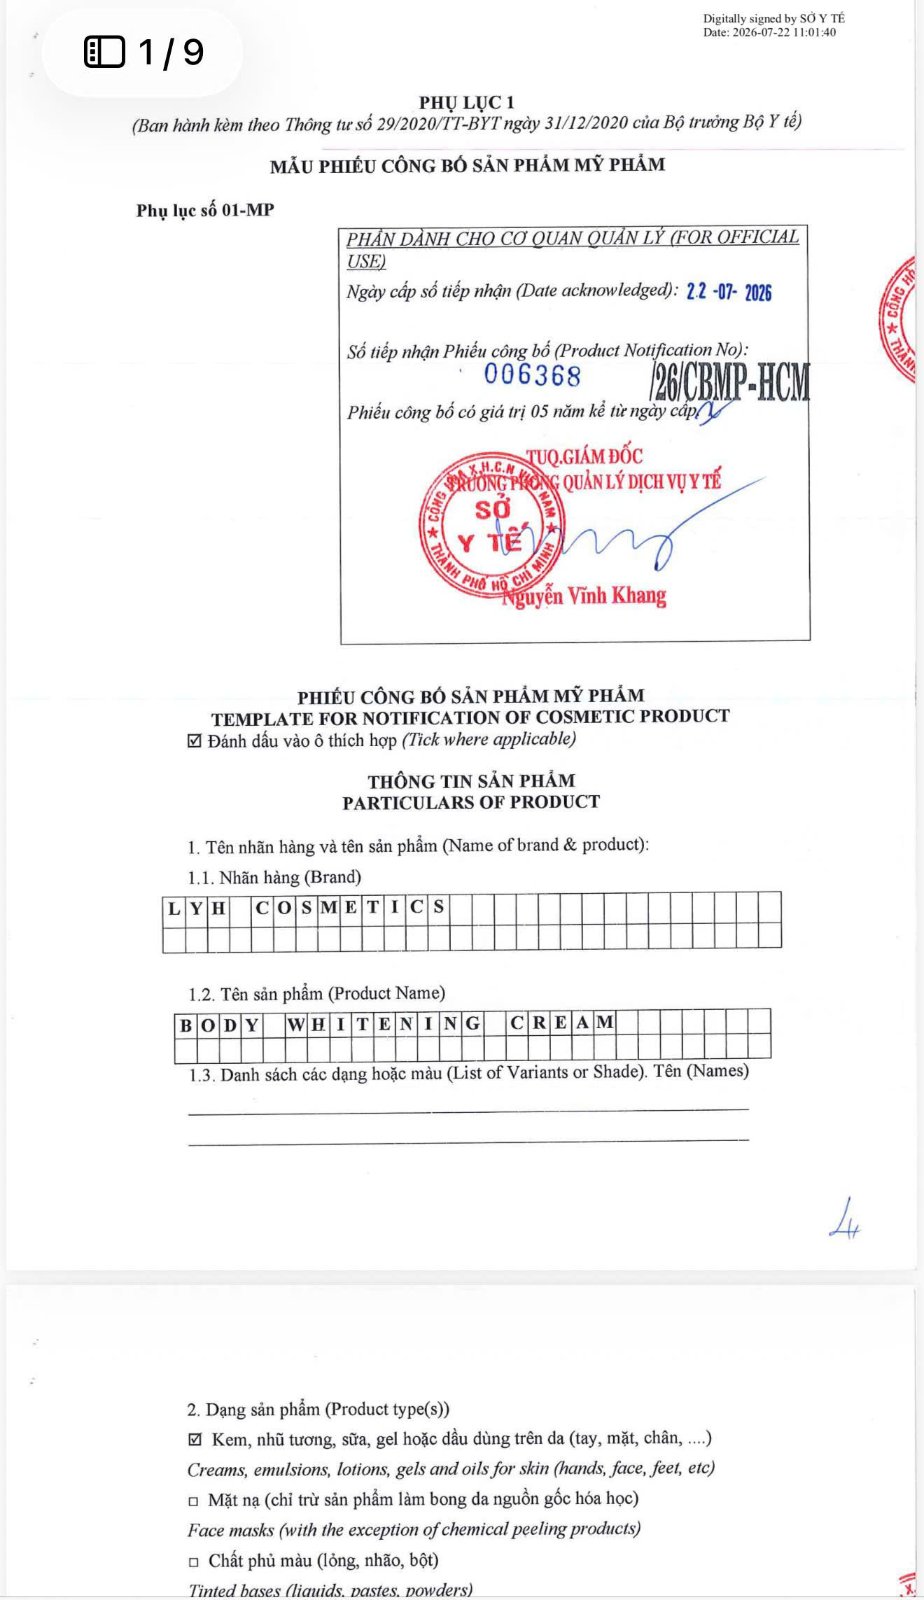 1/9
Digitally signed by SỞ Y TẾ
Date: 2026-07-22 11:01:40
PHỤ LỤC 1
(Ban hành kèm theo Thông tư số 29/2020/TT-BYT ngày 31/12/2020 của Bộ trưởng Bộ Y tế)
MẪU PHIẾU CÔNG BỐ SẢN PHẨM MỸ PHẨM
Phụ lục số 01-MP
PHẦN DÀNH CHO CƠ QUAN QUẢN LÝ (FOR OFFICIAL
USE)
Ngày cấp số tiếp nhận (Date acknowledged): 22-07-2026
Số tiếp nhận Phiếu công bố (Product Notification No):
006368 /26/CBMP-HCM
Phiếu công bố có giá trị 05 năm kể từ ngày cấp.
TUQ.GIÁM ĐỐC
TRƯỞNG PHÒNG QUẢN LÝ DỊCH VỤ Y TẾ
CỘNG HÒA X.H.C.N VIỆT NAM
SỞ
Y TẾ
THÀNH PHỐ HỒ CHÍ MINH
Nguyễn Vĩnh Khang
CỘNG H
THÀN
PHIẾU CÔNG BỐ SẢN PHẨM MỸ PHẨM
TEMPLATE FOR NOTIFICATION OF COSMETIC PRODUCT
☑ Đánh dấu vào ô thích hợp (Tick where applicable)
THÔNG TIN SẢN PHẨM
PARTICULARS OF PRODUCT
1. Tên nhãn hàng và tên sản phẩm (Name of brand & product):
1.1. Nhãn hàng (Brand)
LYH COSMETICS
1.2. Tên sản phẩm (Product Name)
BODY WHITENING CREAM
1.3. Danh sách các dạng hoặc màu (List of Variants or Shade). Tên (Names)
2. Dạng sản phẩm (Product type(s))
☑ Kem, nhũ tương, sữa, gel hoặc dầu dùng trên da (tay, mặt, chân, ....)
Creams, emulsions, lotions, gels and oils for skin (hands, face, feet, etc)
□ Mặt nạ (chỉ trừ sản phẩm làm bong da nguồn gốc hóa học)
Face masks (with the exception of chemical peeling products)
□ Chất phủ màu (lỏng, nhão, bột)
Tinted bases (liquids, pastes, powders)